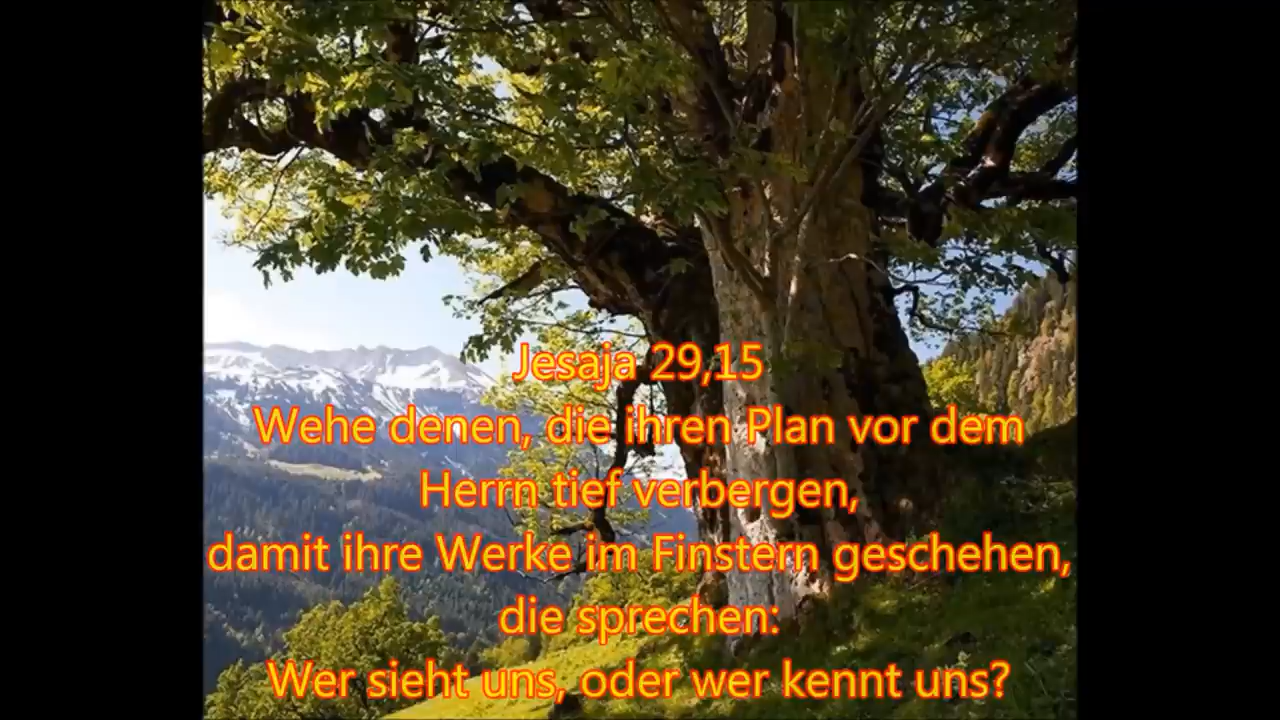 Jesaja 29,15
Wehe denen, die ihren Plan vor dem
Herrn tief verbergen,
damit ihre Werke im Finstern geschehen,
die sprechen:
Wer sieht uns, oder wer kennt uns?